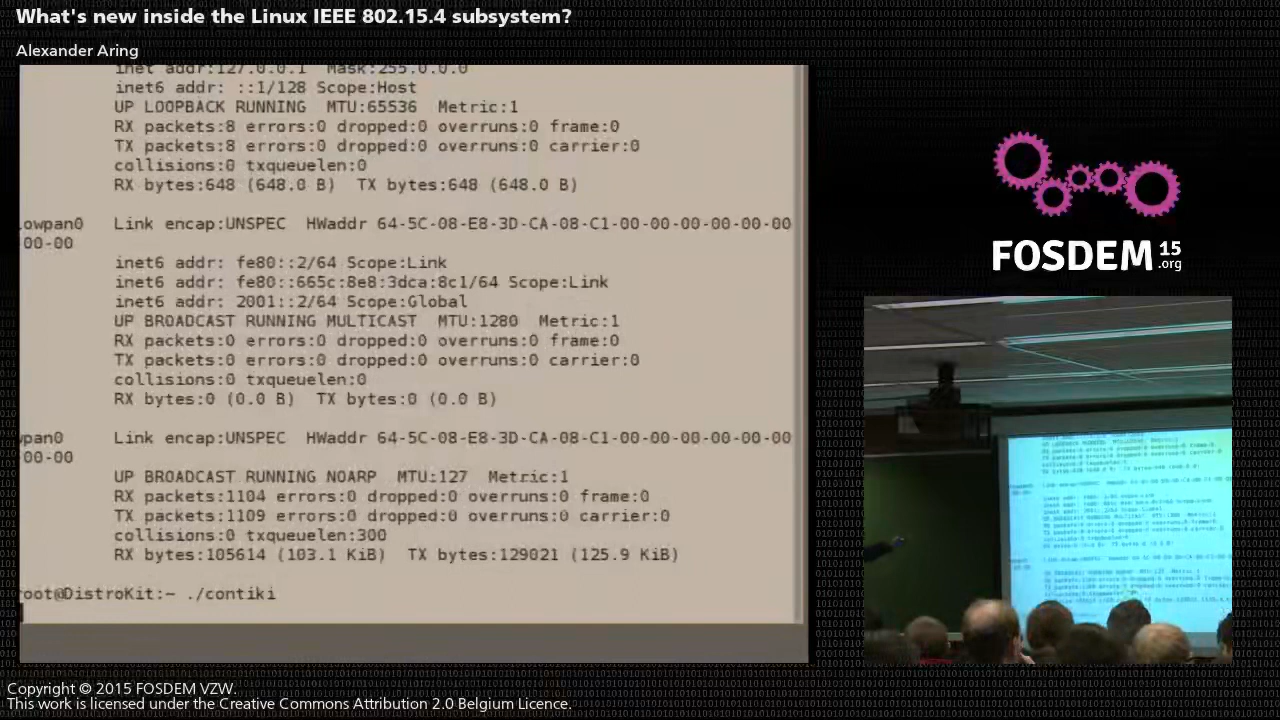 What's new inside the Linux IEEE 802.15.4 subsystem?
Alexander Aring
inet addr:127.0.0.1  Mask:255.0.0.0
inet6 addr: ::1/128 Scope:Host
UP LOOPBACK RUNNING  MTU:65536  Metric:1
RX packets:8 errors:0 dropped:0 overruns:0 frame:0
TX packets:8 errors:0 dropped:0 overruns:0 carrier:0
collisions:0 txqueuelen:0
RX bytes:648 (648.0 B)  TX bytes:648 (648.0 B)
owpan0   Link encap:UNSPEC  HWaddr 64-5C-08-E8-3D-CA-08-C1-00-00-00-00-00
00-00
inet6 addr: fe80::2/64 Scope:Link
inet6 addr: fe80::665c:8e8:3dca:8c1/64 Scope:Link
inet6 addr: 2001::2/64 Scope:Global
UP BROADCAST RUNNING MULTICAST  MTU:1280  Metric:1
RX packets:0 errors:0 dropped:0 overruns:0 frame:0
TX packets:0 errors:0 dropped:0 overruns:0 carrier:0
collisions:0 txqueuelen:0
RX bytes:0 (0.0 B)  TX bytes:0 (0.0 B)
wpan0     Link encap:UNSPEC  HWaddr 64-5C-08-E8-3D-CA-08-C1-00-00-00-00-00
00-00
UP BROADCAST RUNNING NOARP  MTU:127  Metric:1
RX packets:1104 errors:0 dropped:0 overruns:0 frame:0
TX packets:1109 errors:0 dropped:0 overruns:0 carrier:0
collisions:0 txqueuelen:300
RX bytes:105614 (103.1 KiB)  TX bytes:129021 (125.9 KiB)
root@DistroKit:~ ./contiki
FOSDEM 15
.org
Copyright © 2015 FOSDEM VZW.
This work is licensed under the Creative Commons Attribution 2.0 Belgium Licence.